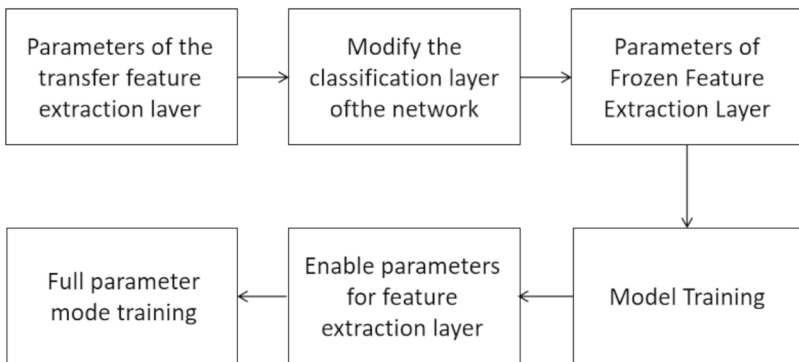 Parameters of the
transfer feature
extraction laver
Modify the
classification layer
ofthe network
Parameters of
Frozen Feature
Extraction Layer
Model Training
Enable parameters
for feature
extraction layer
Full parameter
mode training